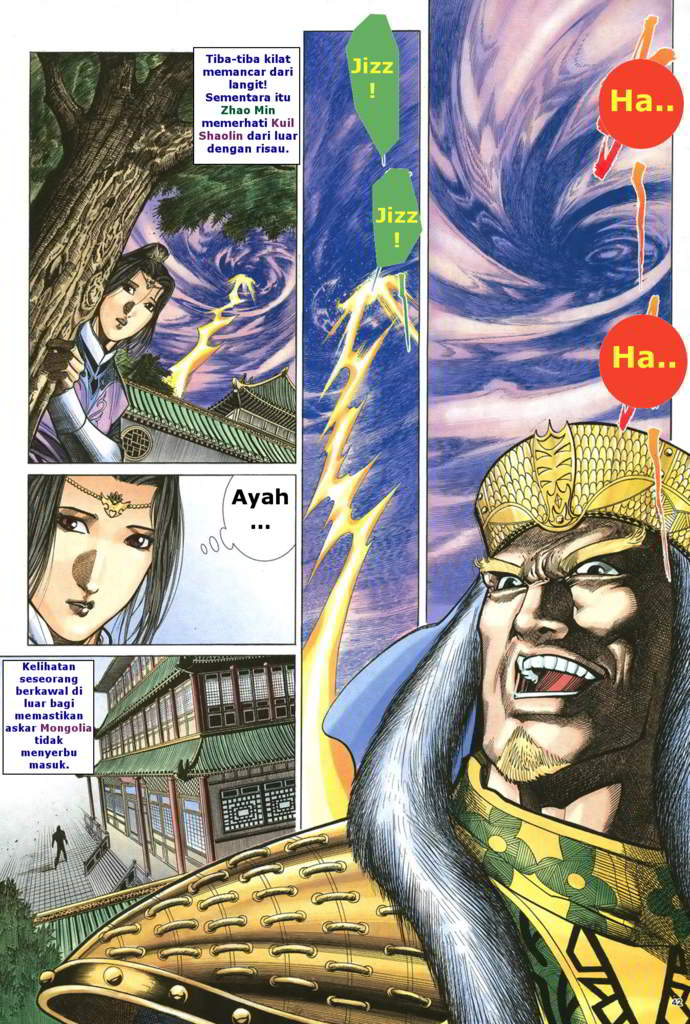 Tiba-tiba kilat
memancar dari
langit!
Sementara itu
Zhao Min
memerhati Kuil
Shaolin dari luar
dengan risau.
Jizz
!
Jizz
!
Ha..
Ha..
Ayah
...
Kelihatan
seseorang
berkawal di
luar bagi
memastikan
askar Mongolia
tidak
menyerbu
masuk.
42